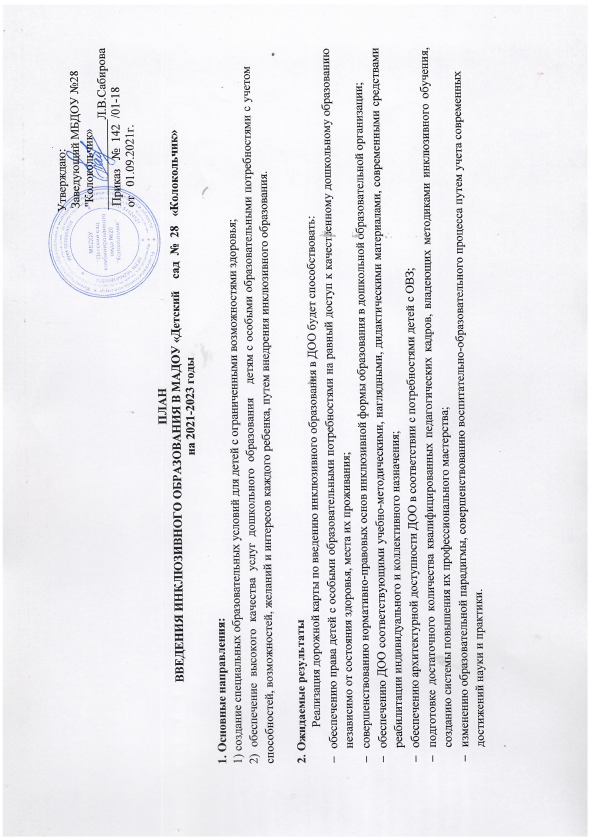 Утверждаю:
Заведующий МБДОУ №28
"Колокольчик"
Л.В.Сабирова
Приказ № 142 /01-18
от 01.09.2021г.
ПЛАН
ВВЕДЕНИЯ ИНКЛЮЗИВНОГО ОБРАЗОВАНИЯ В МАДОУ «Детский сад № 28 «Колокольчик»
на 2021-2023 годы
1. Основные направления:
1) создание специальных образовательных условий для детей с ограниченными возможностями здоровья;
2) обеспечение высокого качества услуг дошкольного образования детям с особыми образовательными потребностями с учетом
способностей, возможностей, желаний и интересов каждого ребенка, путем внедрения инклюзивного образования.
2. Ожидаемые результаты
Реализация дорожной карты по введению инклюзивного образования в ДОО будет способствовать:
– обеспечению права детей с особыми образовательными потребностями на равный доступ к качественному дошкольному образованию
независимо от состояния здоровья, места их проживания;
– совершенствованию нормативно-правовых основ инклюзивной формы образования в дошкольной образовательной организации;
– обеспечению ДОО соответствующими учебно-методическими, наглядными, дидактическими материалами, современными средствами
реабилитации индивидуального и коллективного назначения;
– обеспечению архитектурной доступности ДОО в соответствии с потребностями детей с ОВЗ;
– подготовке достаточного количества квалифицированных педагогических кадров, владеющих методиками инклюзивного обучения,
созданию системы повышения их профессионального мастерства;
– изменению образовательной парадигмы, совершенствованию воспитательно-образовательного процесса путем учета современных
достижений науки и практики.